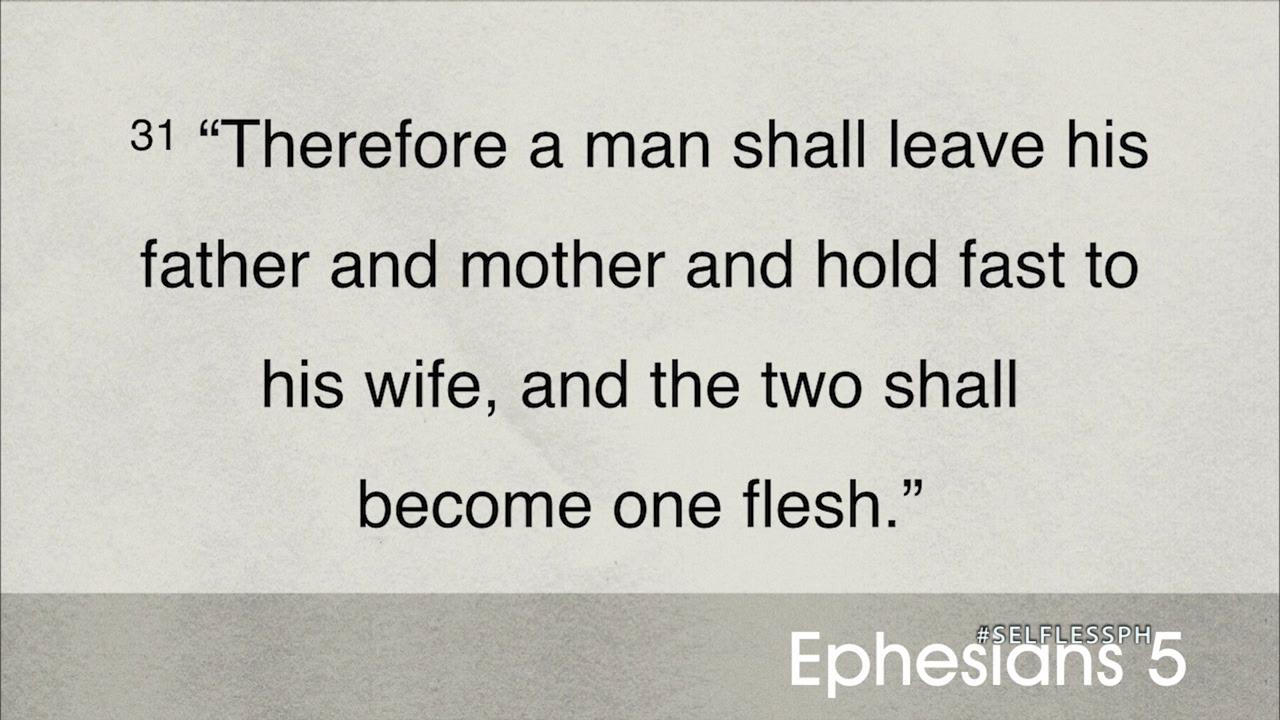 31 “Therefore a man shall leave his
father and mother and hold fast to
his wife, and the two shall
become one flesh.”
#SELFLESSPH
Ephesians 5